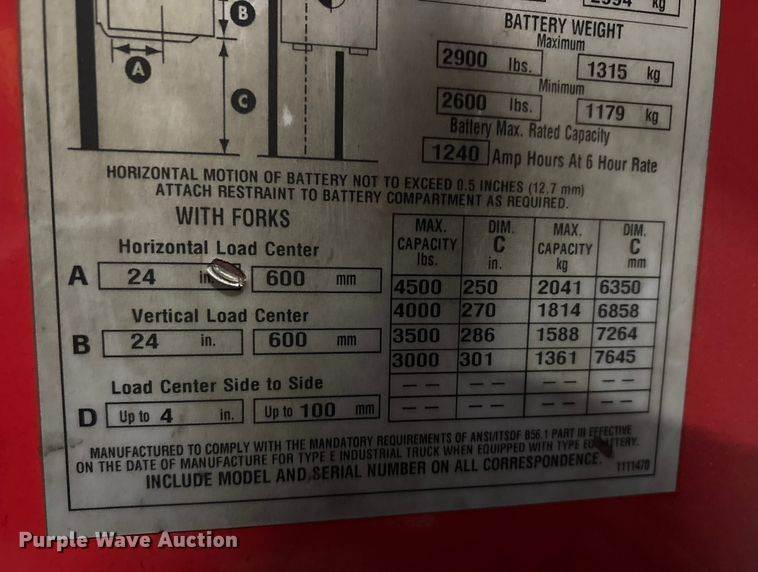 B
A
C
kg
BATTERY WEIGHT
Maximum
2900 lbs. 1315 kg
Minimum
2600 lbs. 1179 kg
Battery Max. Rated Capacity
1240 Amp Hours At 6 Hour Rate
HORIZONTAL MOTION OF BATTERY NOT TO EXCEED 0.5 INCHES (12.7 mm)
ATTACH RESTRAINT TO BATTERY COMPARTMENT AS REQUIRED.
WITH FORKS
Horizontal Load Center
A 24 in. 600 mm
Vertical Load Center
B 24 in. 600 mm
Load Center Side to Side
D Up to 4 in. Up to 100 mm
MAX. CAPACITY lbs. DIM. C in. MAX. CAPACITY kg DIM. C mm
4500 250 2041 6350
4000 270 1814 6858
3500 286 1588 7264
3000 301 1361 7645
-- -- -- --
-- -- -- --
MANUFACTURED TO COMPLY WITH THE MANDATORY REQUIREMENTS OF ANSI/ITSDF B56.1 PART III EFFECTIVE
ON THE DATE OF MANUFACTURE FOR TYPE E INDUSTRIAL TRUCK WHEN EQUIPPED WITH TYPE BATTERY.
INCLUDE MODEL AND SERIAL NUMBER ON ALL CORRESPONDENCE.
1111470
Purple Wave Auction